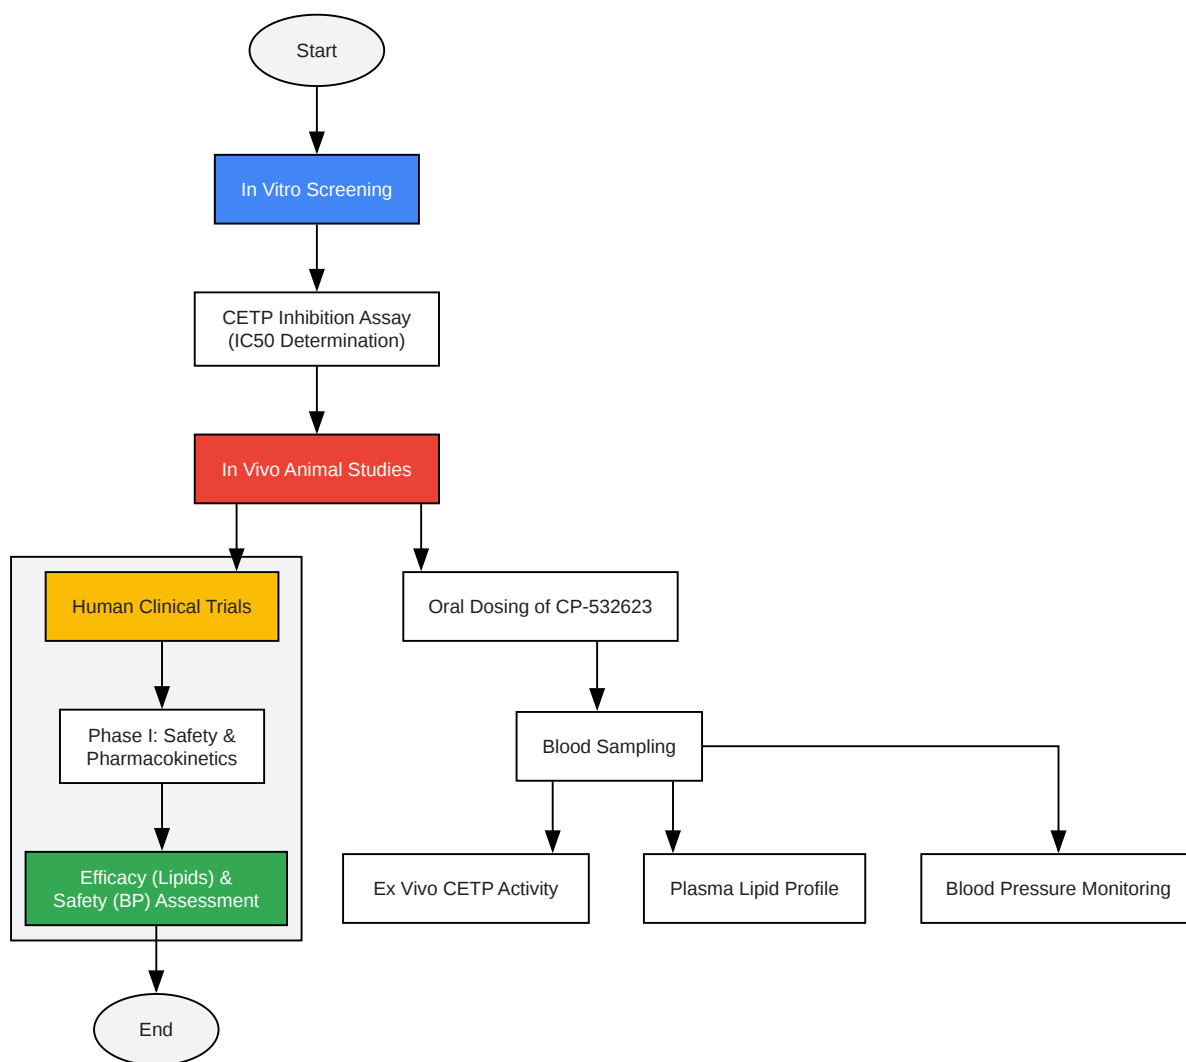 Start
In Vitro Screening
CETP Inhibition Assay
(IC50 Determination)
In Vivo Animal Studies
Human Clinical Trials
Oral Dosing of CP-532623
Phase I: Safety &
Pharmacokinetics
Blood Sampling
Efficacy (Lipids) &
Safety (BP) Assessment
Ex Vivo CETP Activity
Plasma Lipid Profile
Blood Pressure Monitoring
End